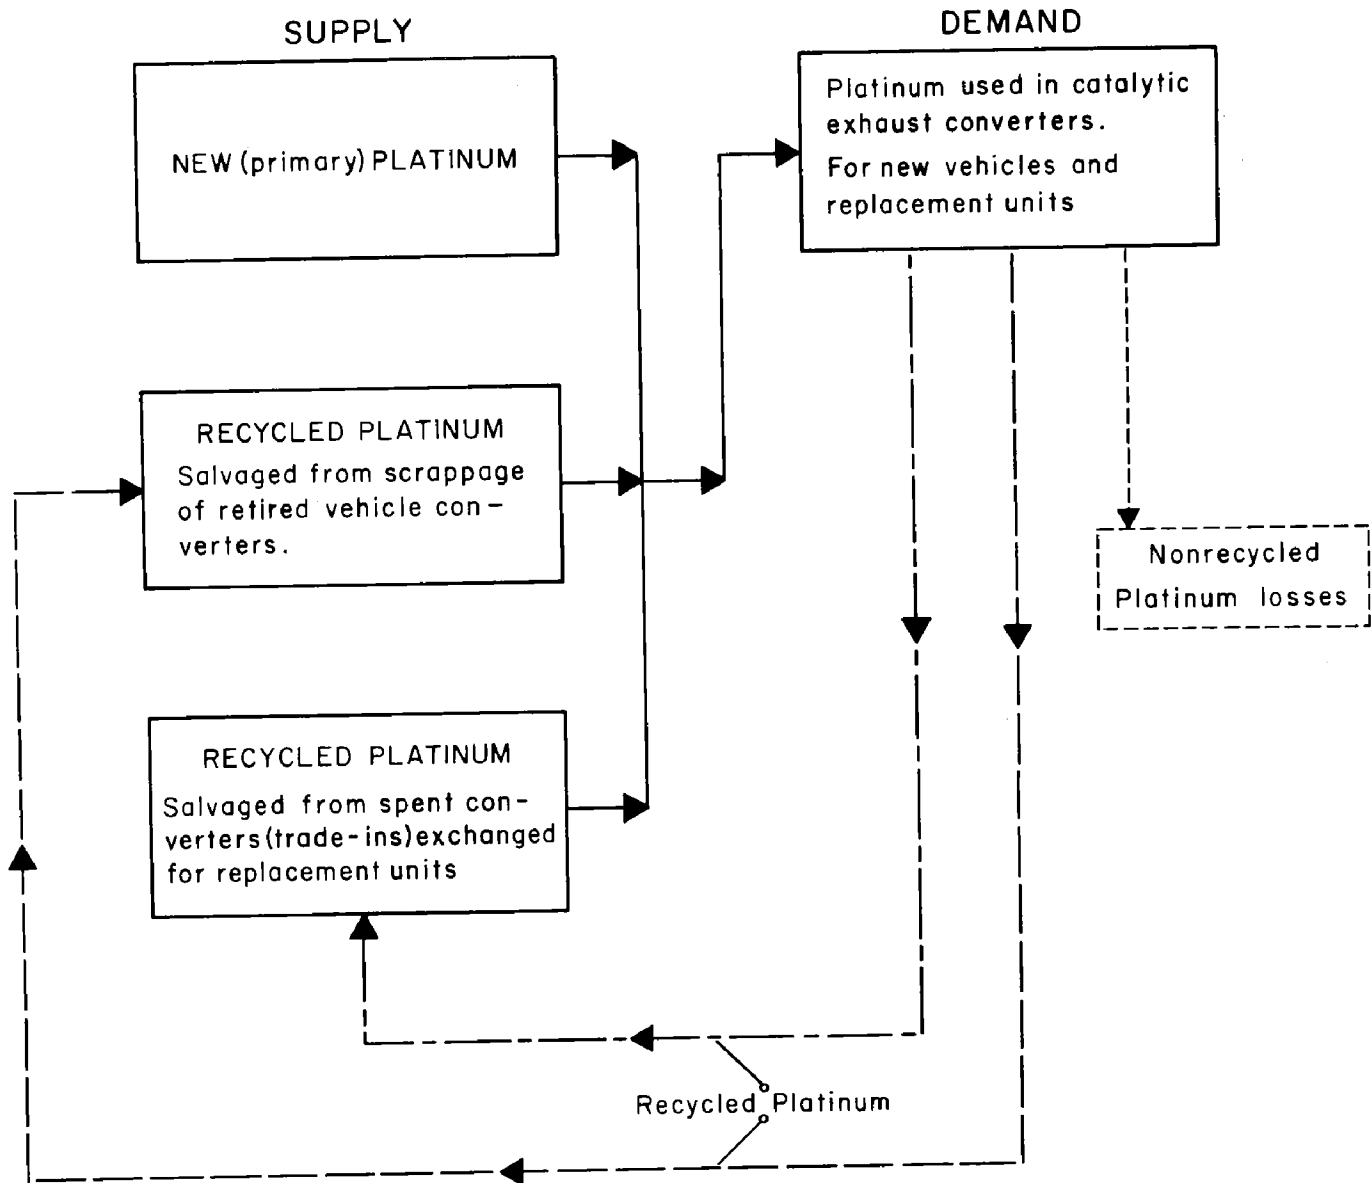 SUPPLY
DEMAND
NEW (primary) PLATINUM
Platinum used in catalytic
exhaust converters.
For new vehicles and
replacement units
RECYCLED PLATINUM
Salvaged from scrappage
of retired vehicle con-
verters.
Nonrecycled
Platinum losses
RECYCLED PLATINUM
Salvaged from spent con-
verters (trade-ins) exchanged
for replacement units
Recycled Platinum